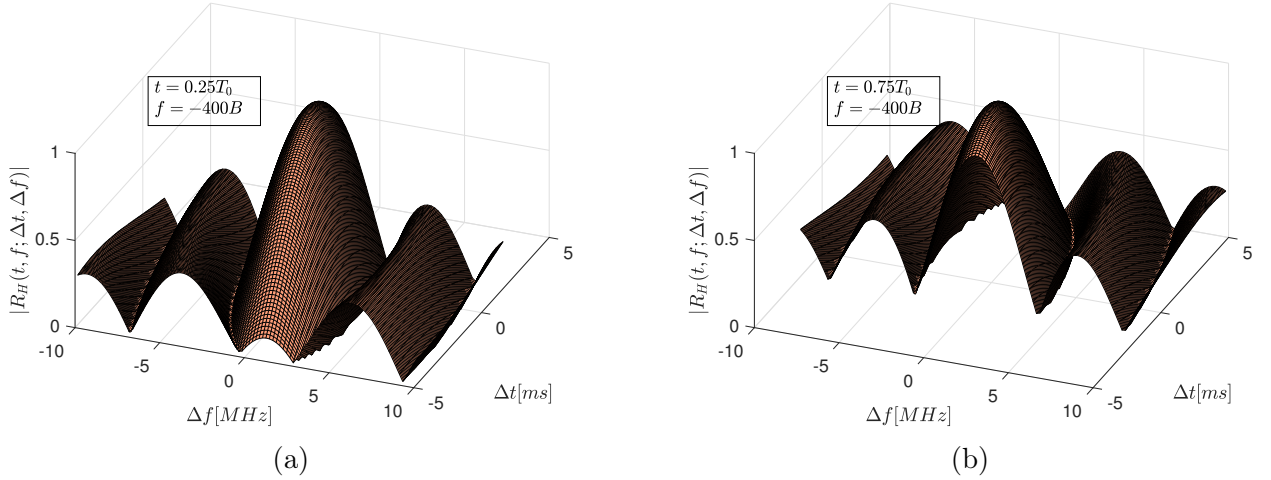 t = 0.25T₀
f = −400B
1
0.5
0
|R_H(t, f; Δt, Δf)|
-10
-5
0
5
10
Δf[MHz]
-5
0
5
Δt[ms]
(a)
t = 0.75T₀
f = −400B
1
0.5
0
|R_H(t, f; Δt, Δf)|
-10
-5
0
5
10
Δf[MHz]
-5
0
5
Δt[ms]
(b)